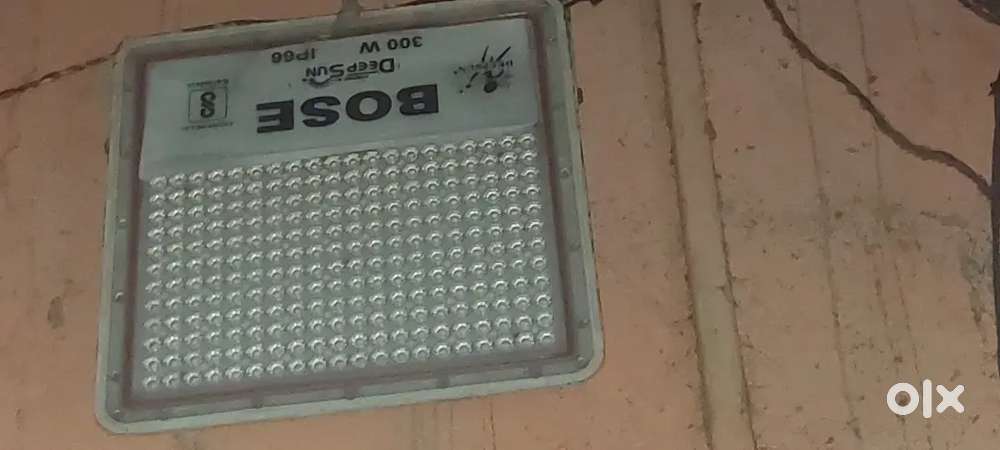 BOSE
DEEPSUN
300 W
IP66
olx